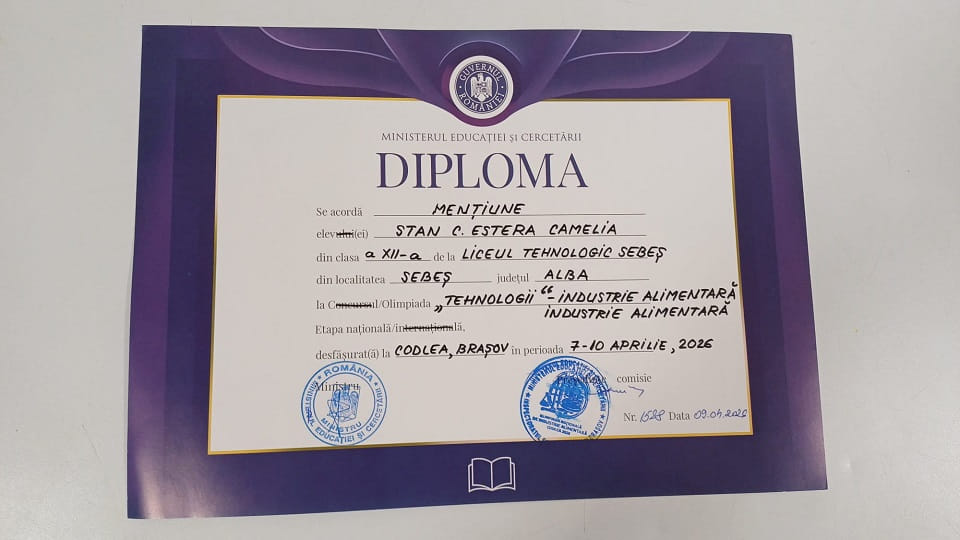 GUVERNUL ROMÂNIEI
MINISTERUL EDUCAȚIEI ȘI CERCETĂRII
DIPLOMA
Se acordă MENȚIUNE
elevului(ei) STAN C. ESTERA CAMELIA
din clasa a XII-a de la LICEUL TEHNOLOGIC SEBEȘ
din localitatea SEBEȘ județul ALBA
la Concursul/Olimpiada „TEHNOLOGII“ - INDUSTRIE ALIMENTARĂ
INDUSTRIE ALIMENTARĂ
Etapa națională/internațională,
desfășurat(ă) la CODLEA, BRAȘOV în perioada 7-10 APRILIE, 2026
Ministru
comisie
ROMÂNIA
MINISTERUL EDUCAȚIEI ȘI CERCETĂRII
MINISTRU
Nr. Data 09.04.2026